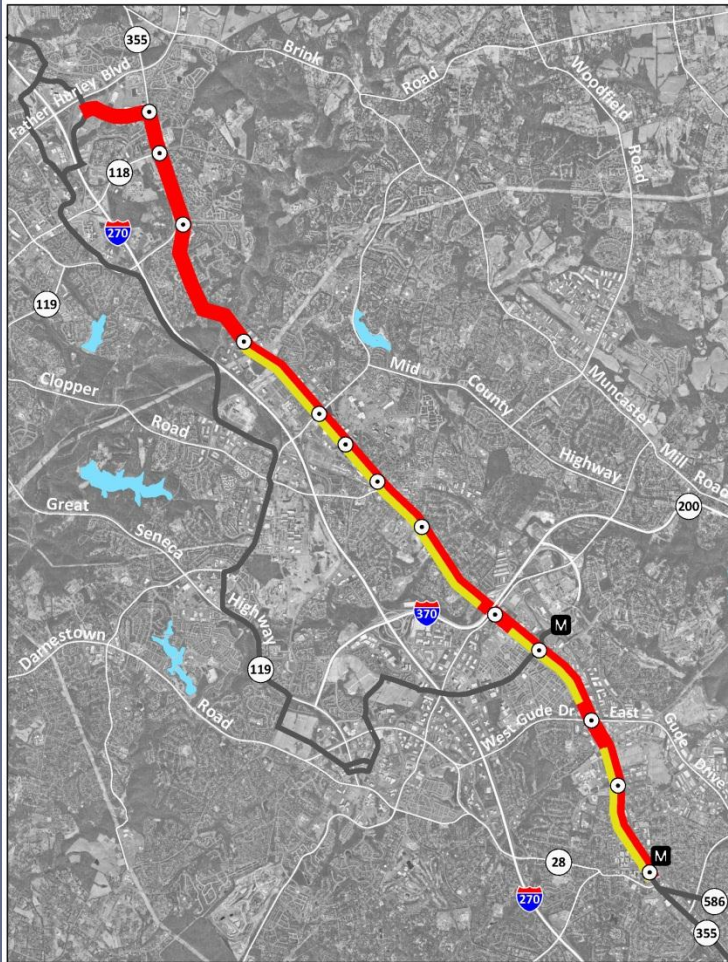 355
Brink
Road
Woodfield
Road
Father Hurley Blvd
118
270
119
Clopper
Road
Mid
County
Highway
Muncaster
Mill Road
200
Great
Seneca
Highway
370
M
Darnestown
Road
119
West Gude Dr
East
Gude Drive
M
28
270
586
355